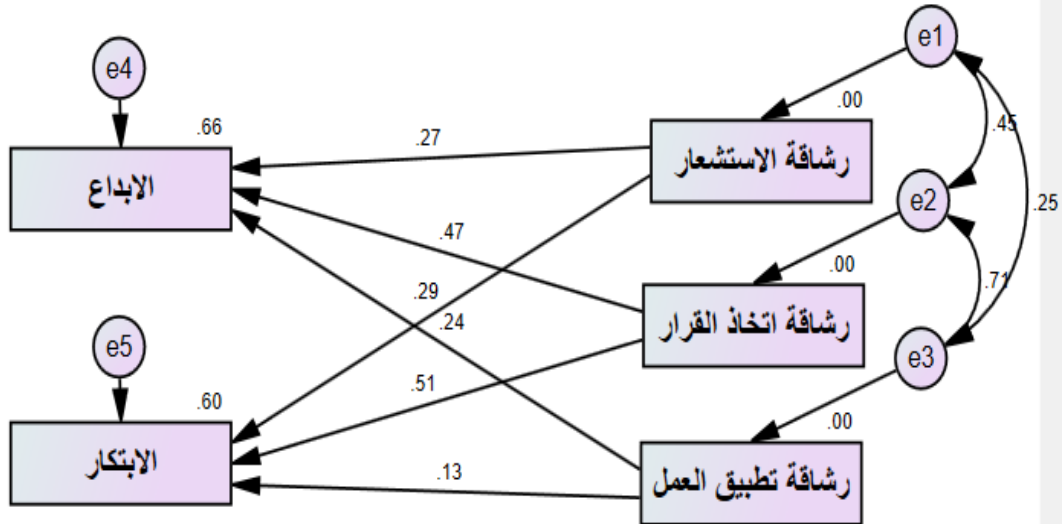 e1
e4
.00
.66
.45
.27
رشاقة الاستشعار
الابداع
e2
.25
.47
.00
.71
.29
رشاقة اتخاذ القرار
.24
e5
e3
.51
.60
.00
الابتكار
.13
رشاقة تطبيق العمل